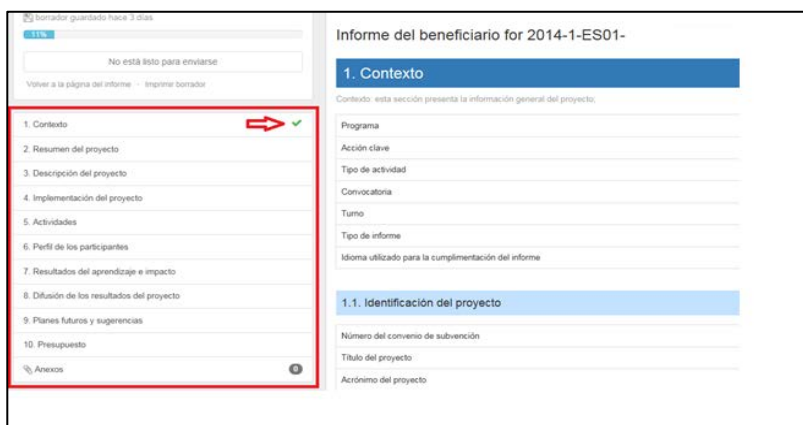 borrador guardado hace 3 días
11%
No está listo para enviarse
Volver a la página del informe - Imprimir borrador
1. Contexto
2. Resumen del proyecto
3. Descripción del proyecto
4. Implementación del proyecto
5. Actividades
6. Perfil de los participantes
7. Resultados del aprendizaje e impacto
8. Difusión de los resultados del proyecto
9. Planes futuros y sugerencias
10. Presupuesto
Anexos 0
Informe del beneficiario for 2014-1-ES01-
1. Contexto
Contexto: esta sección presenta la información general del proyecto;
Programa
Acción clave
Tipo de actividad
Convocatoria
Turno
Tipo de informe
Idioma utilizado para la cumplimentación del informe
1.1. Identificación del proyecto
Número del convenio de subvención
Título del proyecto
Acrónimo del proyecto